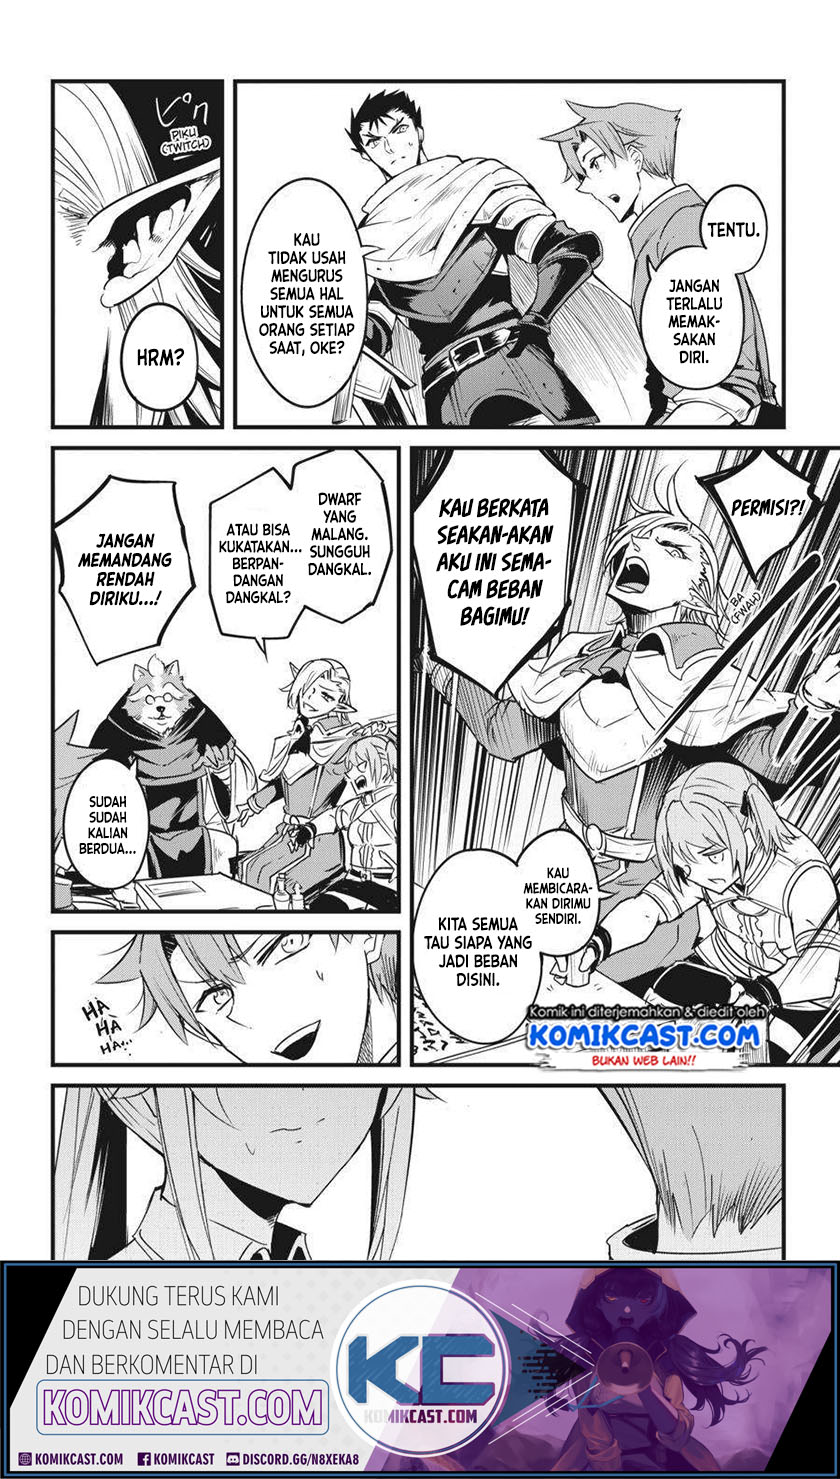 TENTU.
JANGAN
TERLALU
MEMAK-
SAKAN
DIRI.
KAU
TIDAK USAH
MENGURUS
SEMUA HAL
UNTUK SEMUA
ORANG SETIAP
SAAT, OKE?
ピク
PIKU
(TWITCH)
HRM?
PERMISI?!
KAU BERKATA
SEAKAN-AKAN
AKU INI SEMA-
CAM BEBAN
BAGIMU!
BA
(FWAH)
KAU
MEMBICARA-
KAN DIRIMU
SENDIRI.
KITA SEMUA
TAU SIAPA YANG
JADI BEBAN
DISINI.
DWARF
YANG
MALANG.
SUNGGUH
DANGKAL.
ATAU BISA
KUKATAKAN...
BERPAN-
DANGAN
DANGKAL?
JANGAN
MEMANDANG
RENDAH
DIRIKU...!
SUDAH
SUDAH
KALIAN
BERDUA...
HA
HA
HA...
Komik ini diterjemahkan & diedit oleh
KOMIKCAST.COM
BUKAN WEB LAIN!!
DUKUNG TERUS KAMI
DENGAN SELALU MEMBACA
DAN BERKOMENTAR DI
KOMIKCAST.COM
KOMIKCAST.COM
KOMIKCAST
DISCORD.GG/N8XEKA8
KC
KOMIKCAST.COM